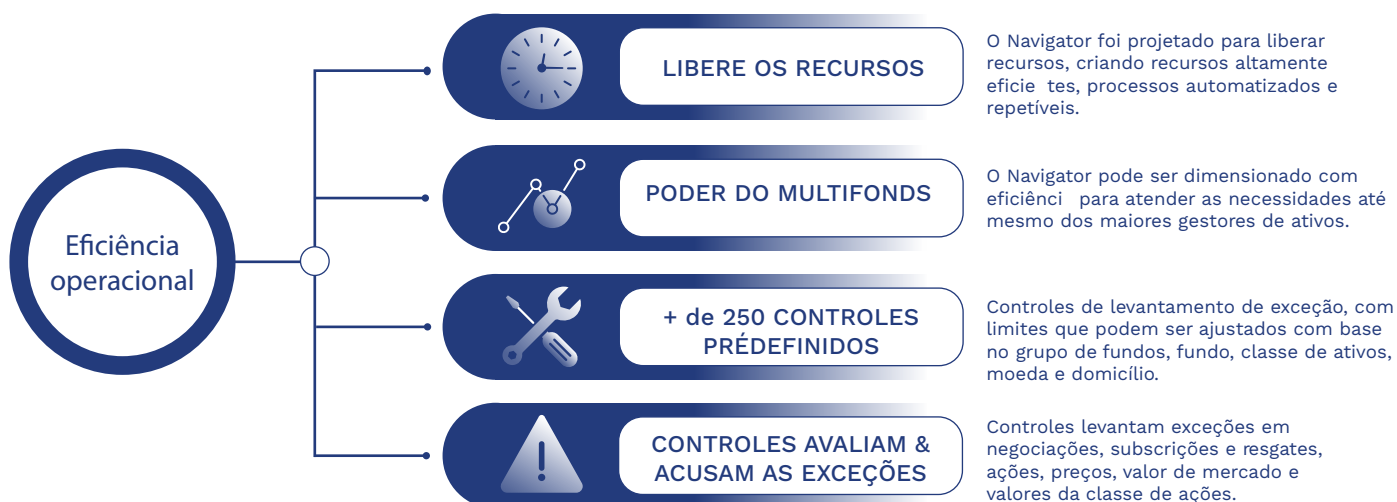 Eficiência
operacional
LIBERE OS RECURSOS
O Navigator foi projetado para liberar
recursos, criando recursos altamente
eficie tes, processos automatizados e
repetíveis.
PODER DO MULTIFONDS
O Navigator pode ser dimensionado com
eficiênci para atender as necessidades até
mesmo dos maiores gestores de ativos.
+ de 250 CONTROLES
PRÉDEFINIDOS
Controles de levantamento de exceção, com
limites que podem ser ajustados com base
no grupo de fundos, fundo, classe de ativos,
moeda e domicílio.
CONTROLES AVALIAM &
ACUSAM AS EXCEÇÕES
Controles levantam exceções em
negociações, subscrições e resgates,
ações, preços, valor de mercado e
valores da classe de ações.